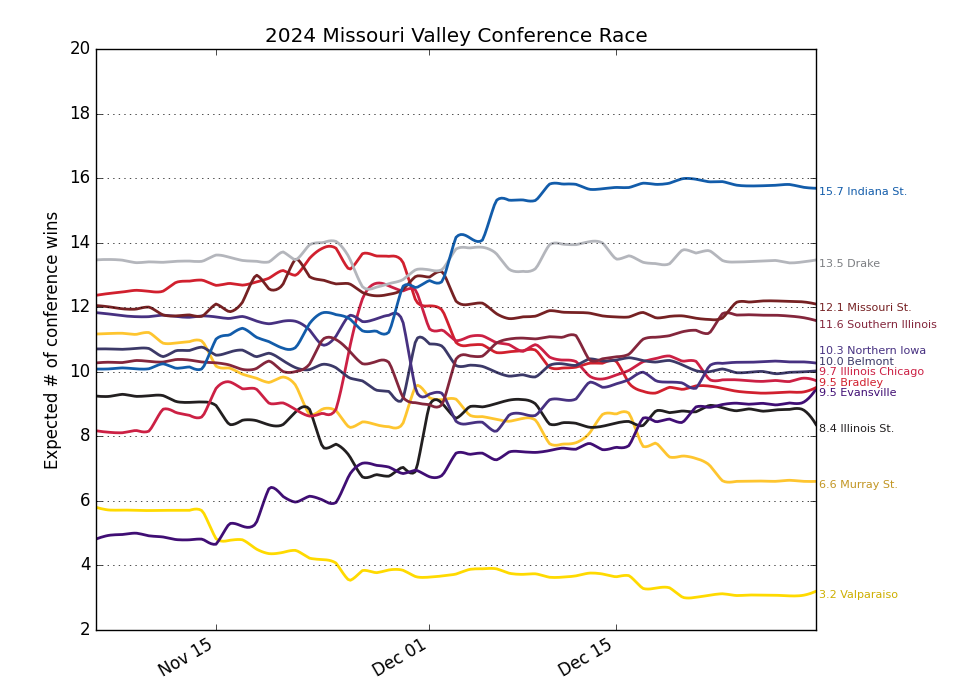 2024 Missouri Valley Conference Race
Expected # of conference wins
20
18
16
14
12
10
8
6
4
2
Nov 15
Dec 01
Dec 15
15.7 Indiana St.
13.5 Drake
12.1 Missouri St.
11.6 Southern Illinois
10.3 Northern Iowa
10.0 Belmont
9.7 Illinois Chicago
9.5 Bradley
9.5 Evansville
8.4 Illinois St.
6.6 Murray St.
3.2 Valparaiso